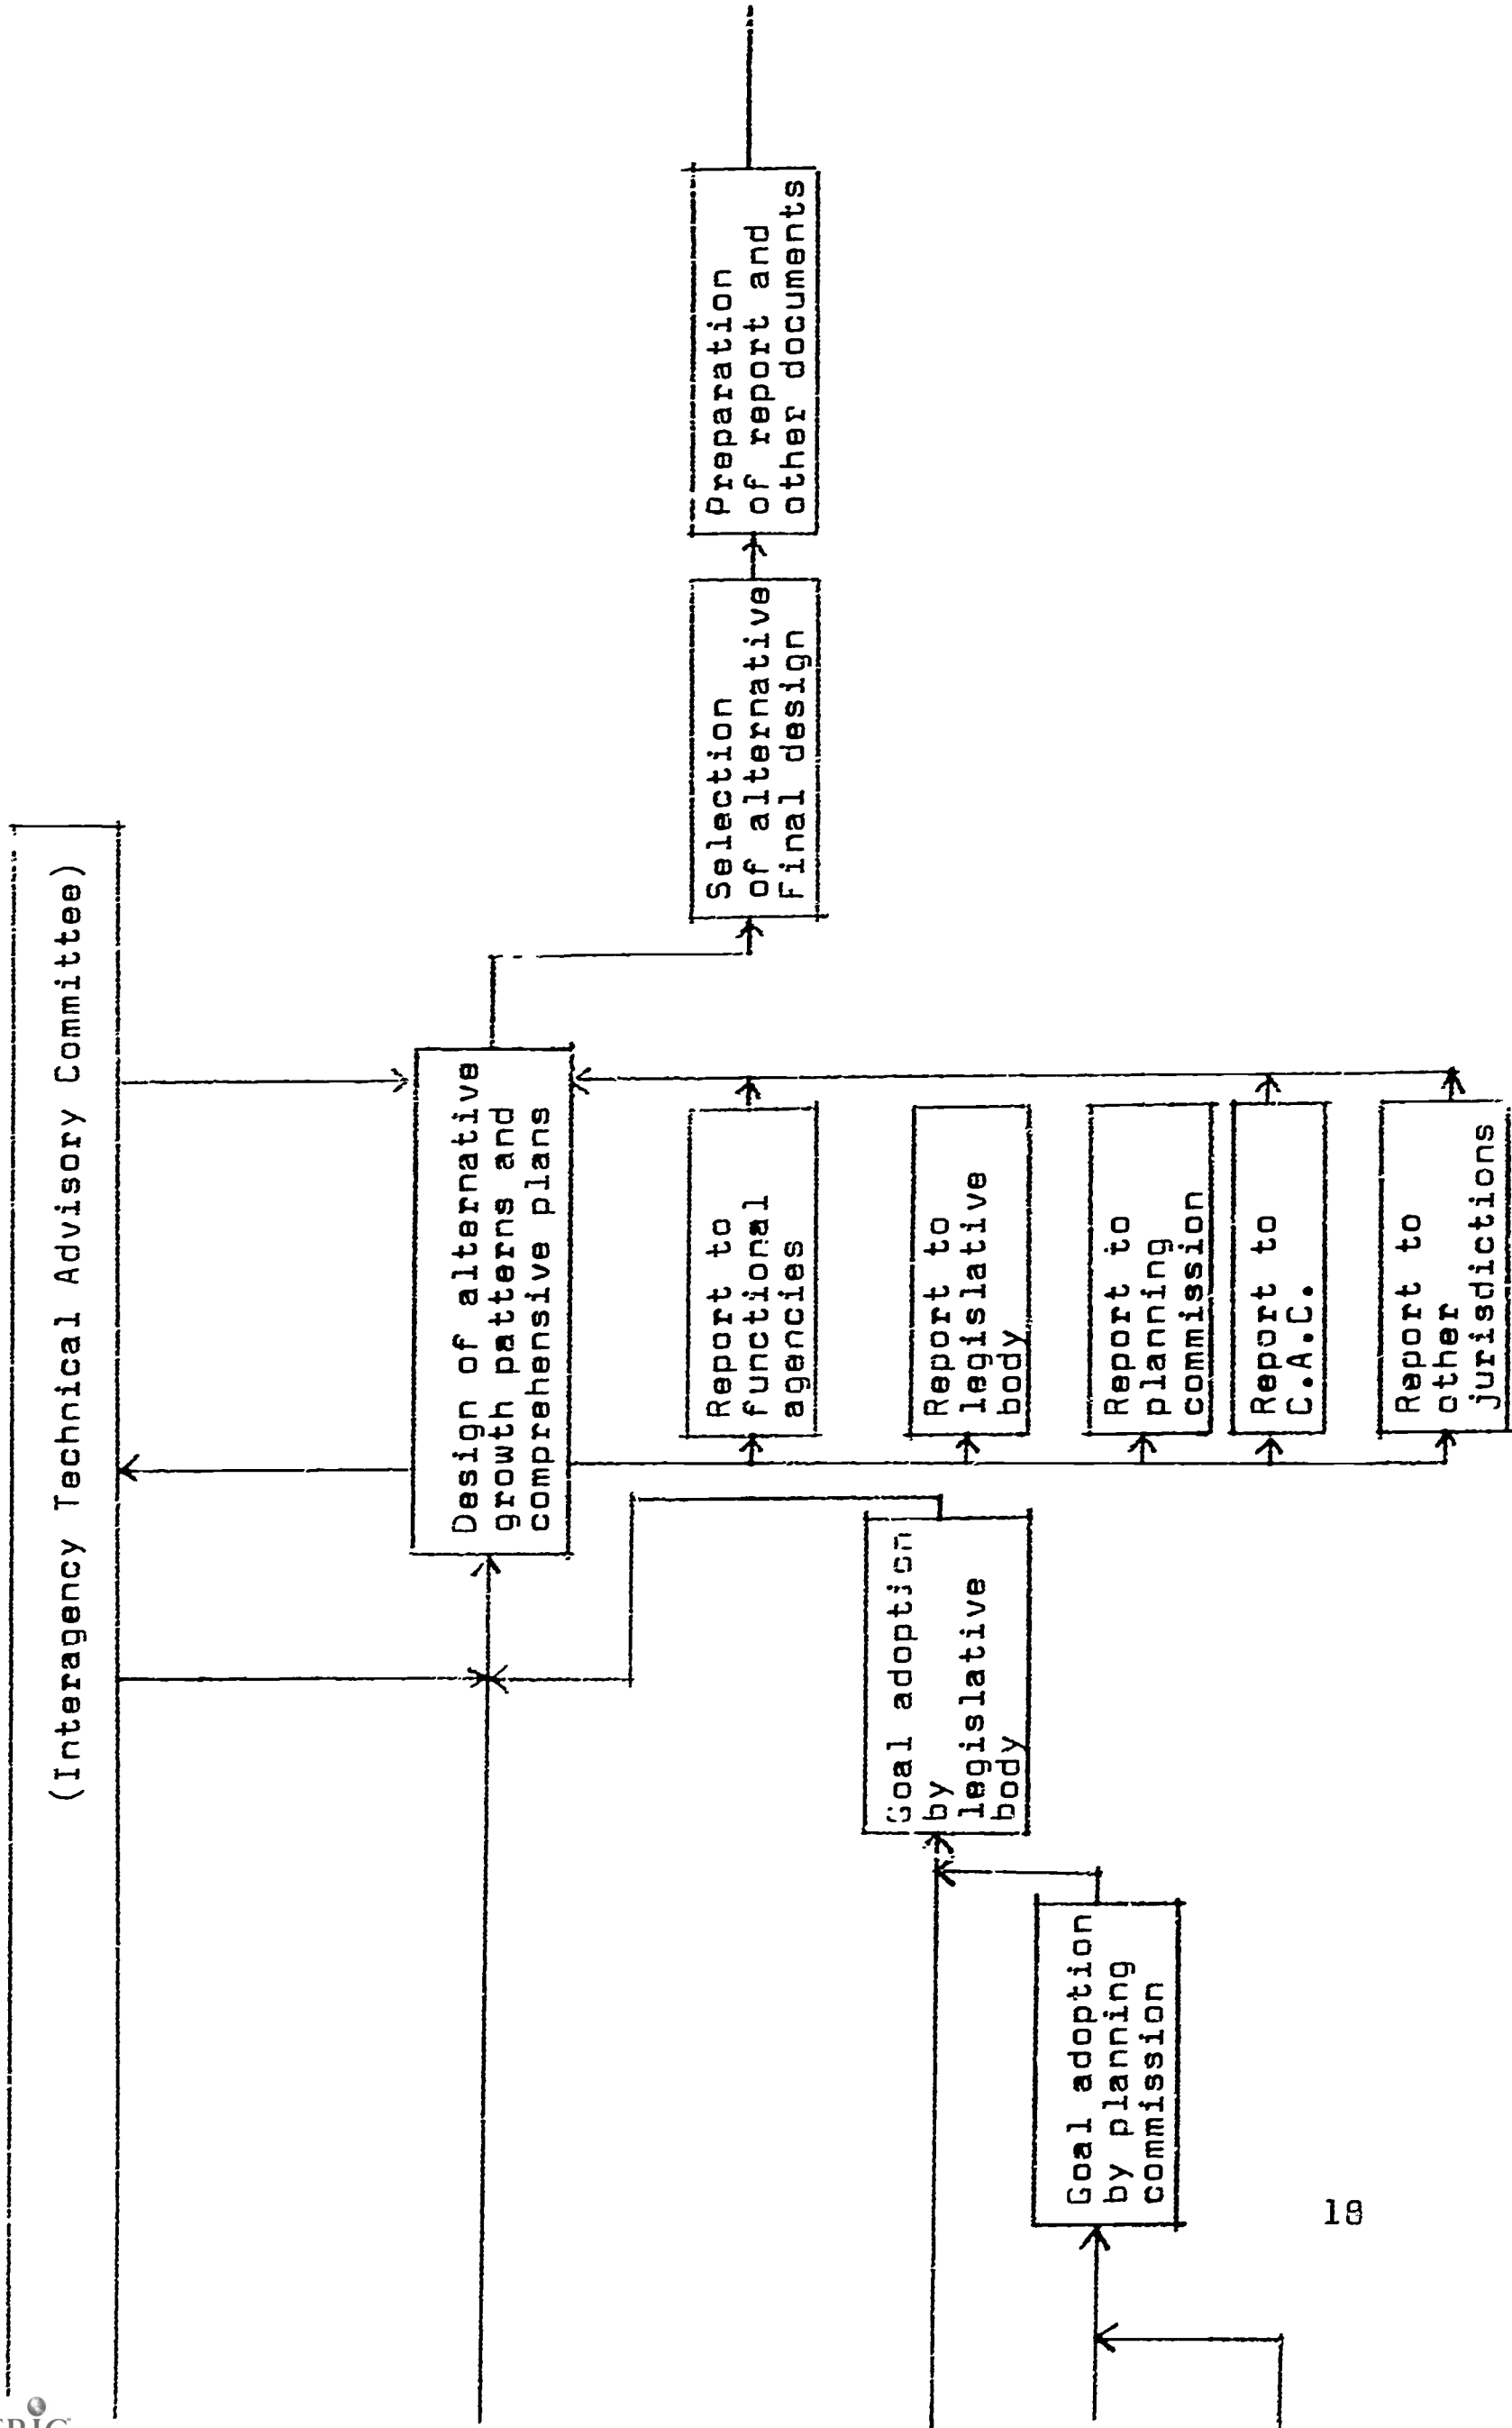 (Interagency Technical Advisory Committee)
Design of alternative
growth patterns and
comprehensive plans
Selection
of alternative
Final design
Preparation
of report and
other documents
Report to
functional
agencies
Report to
legislative
body
Report to
planning
commission
Report to
C.A.C.
Report to
other
jurisdictions
Goal adoption
by
legislative
body
Goal adoption
by planning
commission
18
ERIC